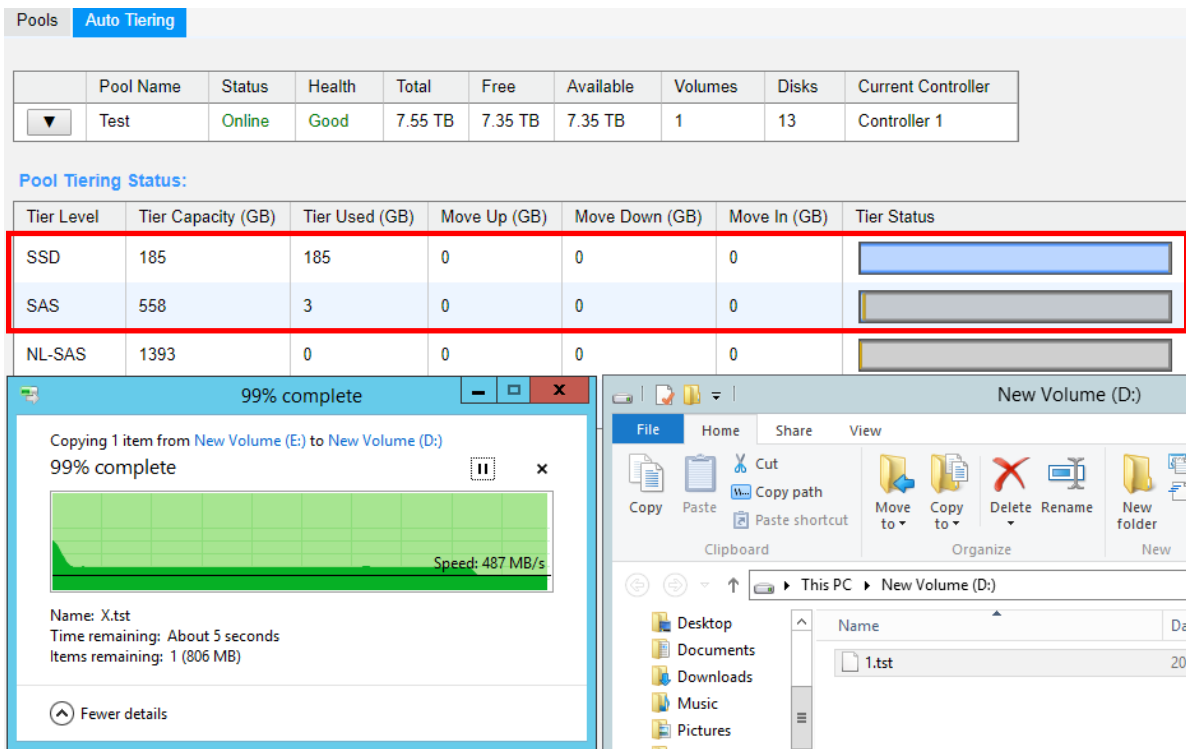 Pools Auto Tiering
Pool Name Status Health Total Free Available Volumes Disks Current Controller
▼ Test Online Good 7.55 TB 7.35 TB 7.35 TB 1 13 Controller 1
Pool Tiering Status:
Tier Level Tier Capacity (GB) Tier Used (GB) Move Up (GB) Move Down (GB) Move In (GB) Tier Status
SSD 185 185 0 0 0
SAS 558 3 0 0 0
NL-SAS 1393 0 0 0 0
99% complete
Copying 1 item from New Volume (E:) to New Volume (D:)
99% complete
Speed: 487 MB/s
Name: X.tst
Time remaining: About 5 seconds
Items remaining: 1 (806 MB)
Fewer details
New Volume (D:)
File Home Share View
Copy Paste
Cut
Copy path
Paste shortcut
Clipboard
Move to Copy to Delete Rename
Organize
New folder
New
This PC New Volume (D:)
Desktop
Documents
Downloads
Music
Pictures
Name Da
1.tst 20